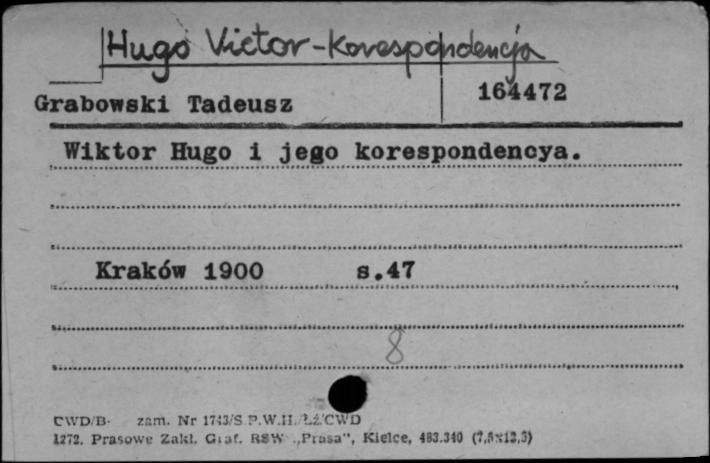 Hugo Victor-Korespondencja
Grabowski Tadeusz
164472
Wiktor Hugo i jego korespondencya.
Kraków 1900 s.47
8
CWD/B- zam. Nr 1743/S P.W.H. Łź/CWD
1272. Prasowe Zakł. Graf. RSW „Prasa", Kielce, 483.340 (7,5x12,5)